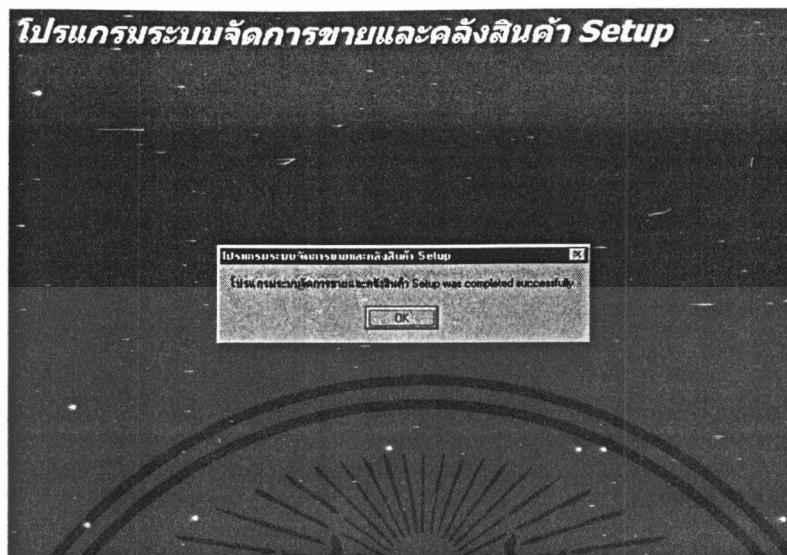 โปรแกรมระบบจัดการขายและคลังสินค้า Setup
โปรแกรมระบบจัดการขายและคลังสินค้า Setup
โปรแกรมระบบจัดการขายและคลังสินค้า Setup was completed successfully.
OK